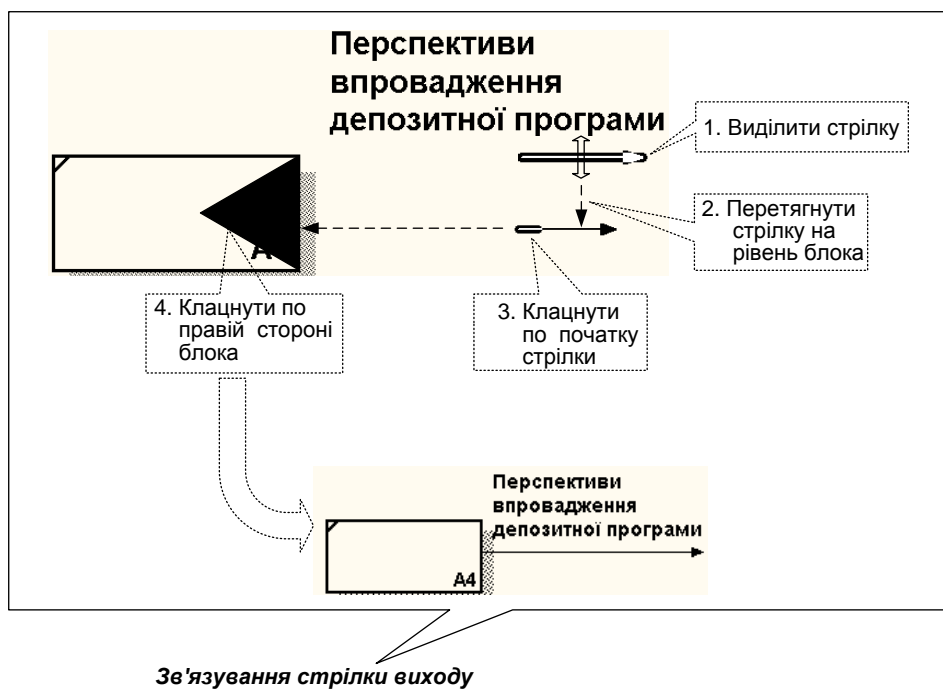 Перспективи
впровадження
депозитної програми
1. Виділити стрілку
2. Перетягнути
стрілку на
рівень блока
A
4. Клацнути по
правій стороні
блока
3. Клацнути
по початку
стрілки
Перспективи
впровадження
депозитної програми
A4
Зв'язування стрілки виходу